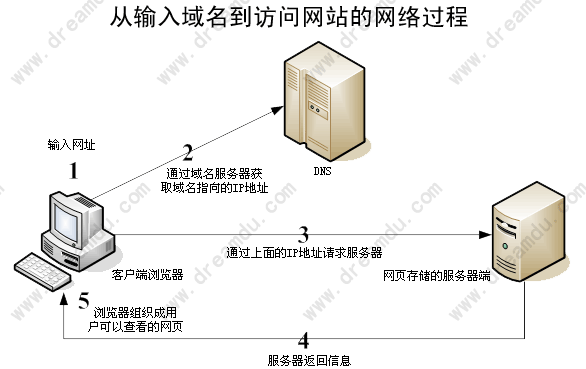 从输入域名到访问网站的网络过程
www.dreamdu.com
输入网址
1
2
通过域名服务器获
取域名指向的IP地址
DNS
3
通过上面的IP地址请求服务器
客户端浏览器
网页存储的服务器端
5
浏览器组织成用
户可以查看的网页
4
服务器返回信息